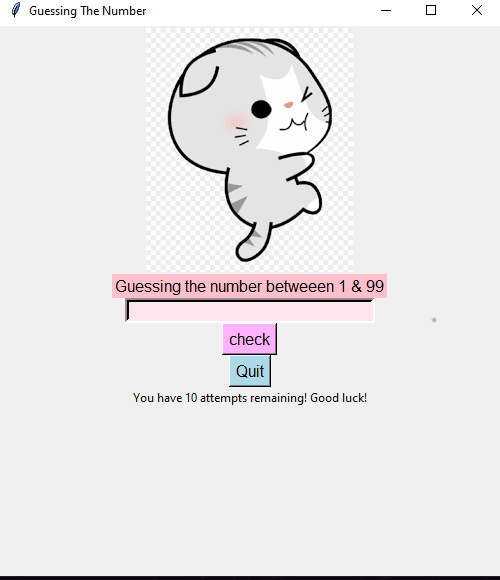 Guessing The Number
Guessing the number betweeen 1 & 99
check
Quit
You have 10 attempts remaining! Good luck!